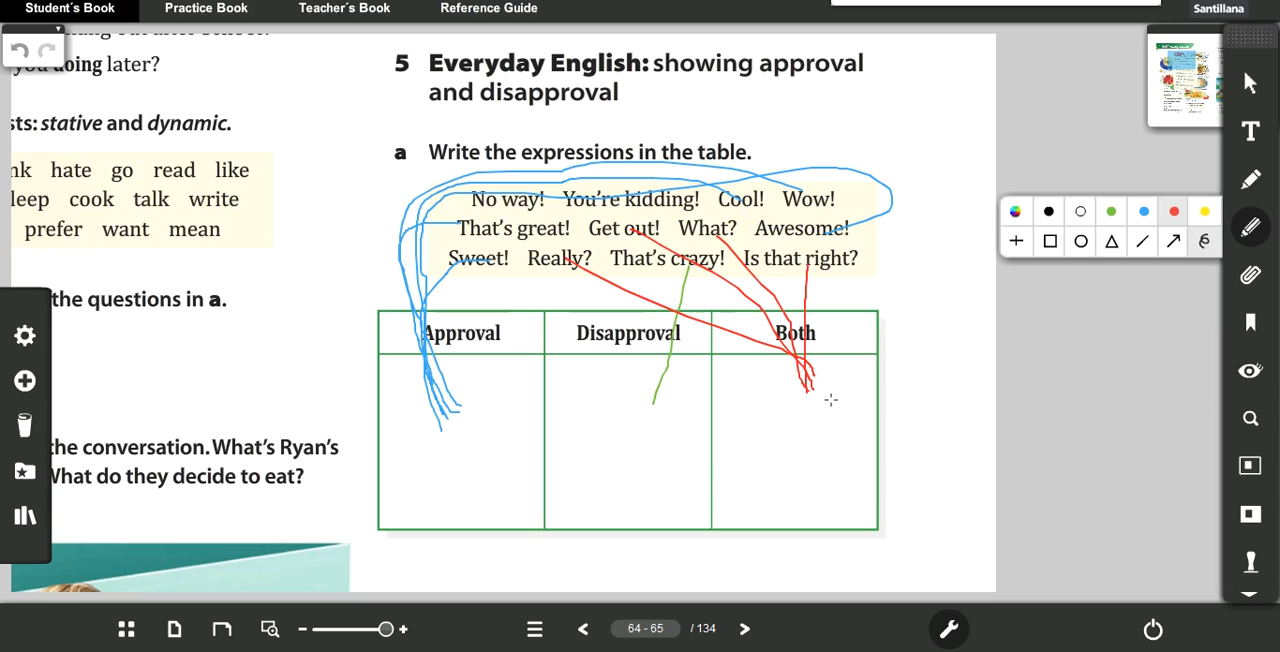 Student´s Book Practice Book Teacher´s Book Reference Guide Santillana
doing later?
stative and dynamic.
hate go read like
cook talk write
prefer want mean
the questions in a.
the conversation. What's Ryan's
What do they decide to eat?
5 Everyday English: showing approval
and disapproval
a Write the expressions in the table.
No way! You're kidding! Cool! Wow!
That's great! Get out! What? Awesome!
Sweet! Really? That's crazy! Is that right?
Approval Disapproval Both
64 - 65 / 134